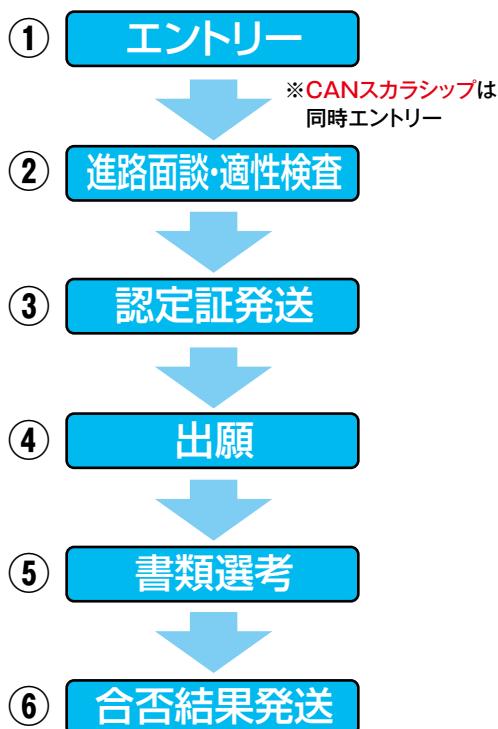 ① エントリー
※CANスカラシップは
同時エントリー
② 進路面談・適性検査
③ 認定証発送
④ 出願
⑤ 書類選考
⑥ 合否結果発送